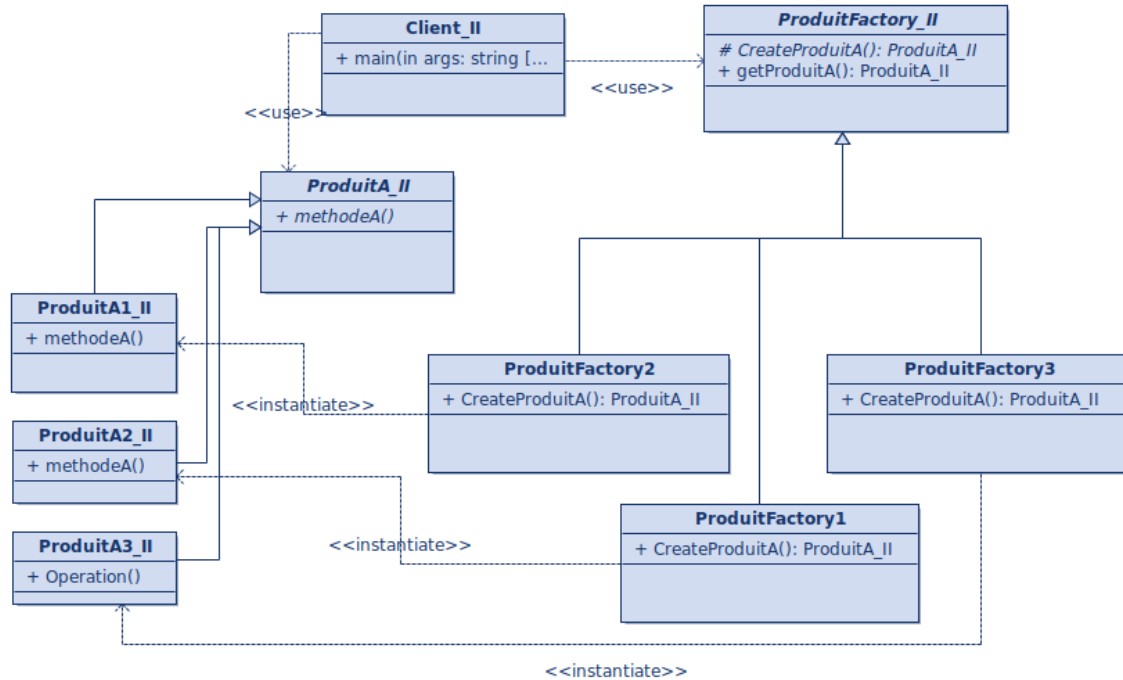 Client_II
+ main(in args: string [...
ProduitFactory_II
# CreateProduitA(): ProduitA_II
+ getProduitA(): ProduitA_II
<<use>>
<<use>>
ProduitA_II
+ methodeA()
ProduitA1_II
+ methodeA()
ProduitFactory2
+ CreateProduitA(): ProduitA_II
ProduitFactory3
+ CreateProduitA(): ProduitA_II
<<instantiate>>
ProduitA2_II
+ methodeA()
ProduitFactory1
+ CreateProduitA(): ProduitA_II
<<instantiate>>
ProduitA3_II
+ Operation()
<<instantiate>>